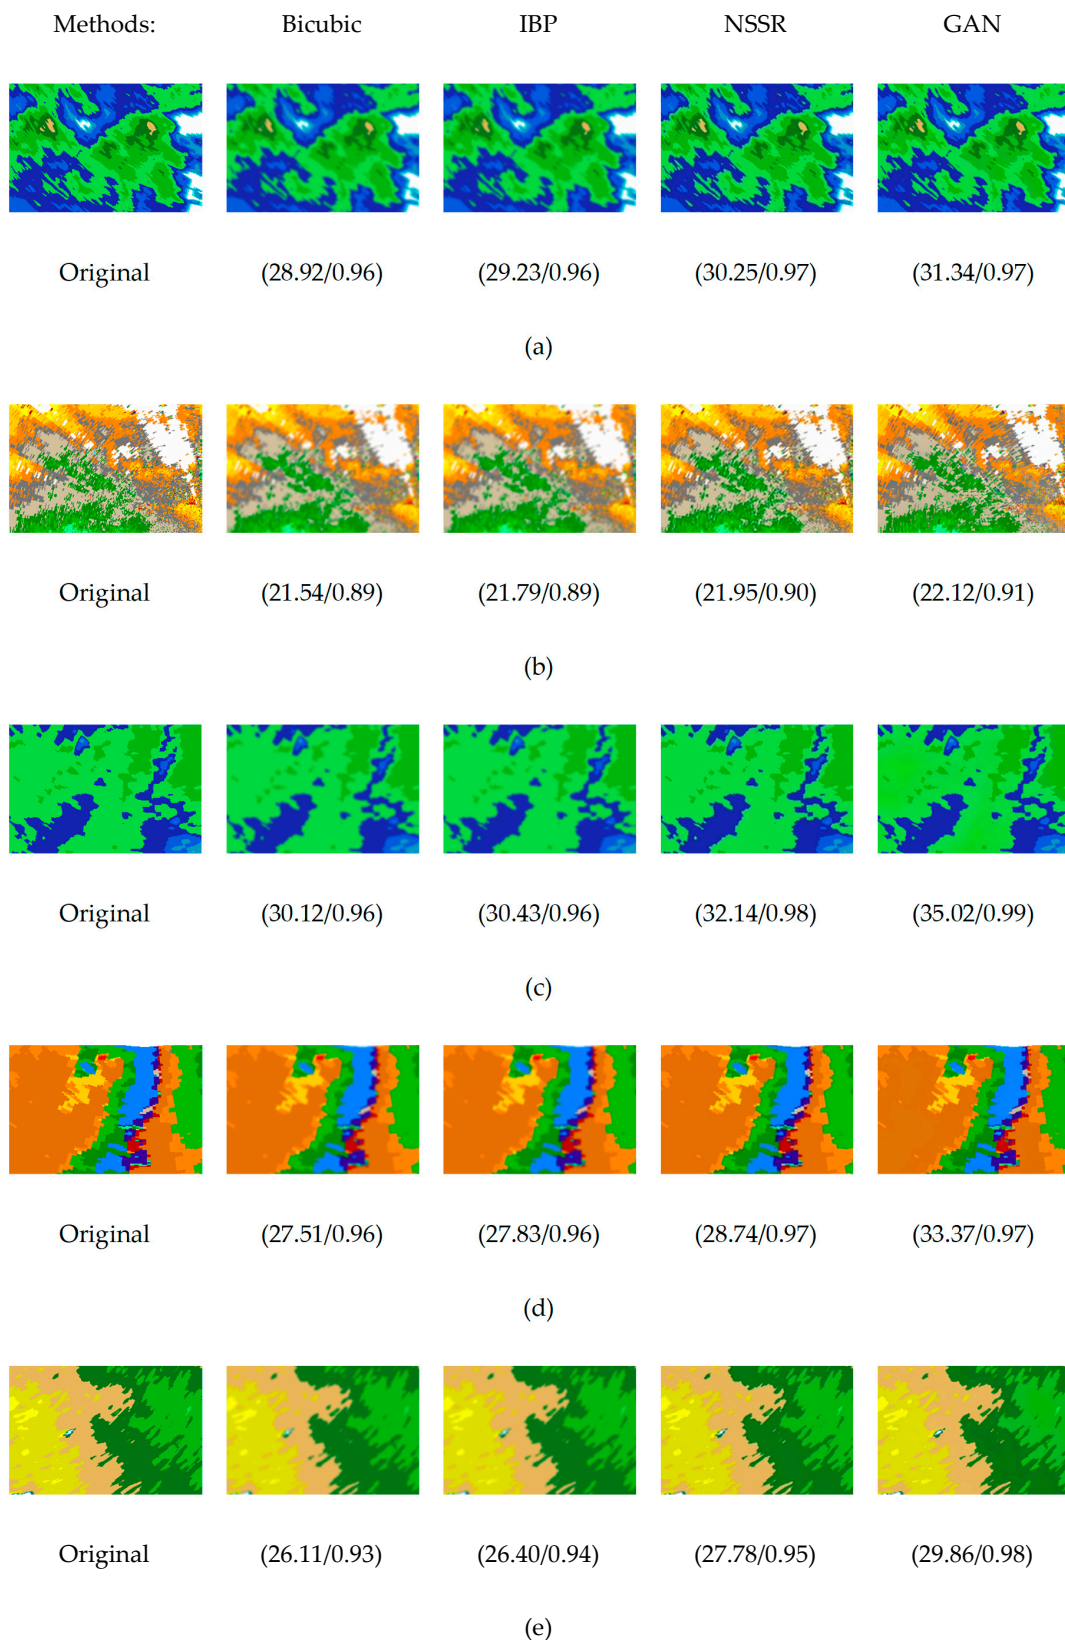 Methods: Bicubic IBP NSSR GAN
Original (28.92/0.96) (29.23/0.96) (30.25/0.97) (31.34/0.97)
(a)
Original (21.54/0.89) (21.79/0.89) (21.95/0.90) (22.12/0.91)
(b)
Original (30.12/0.96) (30.43/0.96) (32.14/0.98) (35.02/0.99)
(c)
Original (27.51/0.96) (27.83/0.96) (28.74/0.97) (33.37/0.97)
(d)
Original (26.11/0.93) (26.40/0.94) (27.78/0.95) (29.86/0.98)
(e)